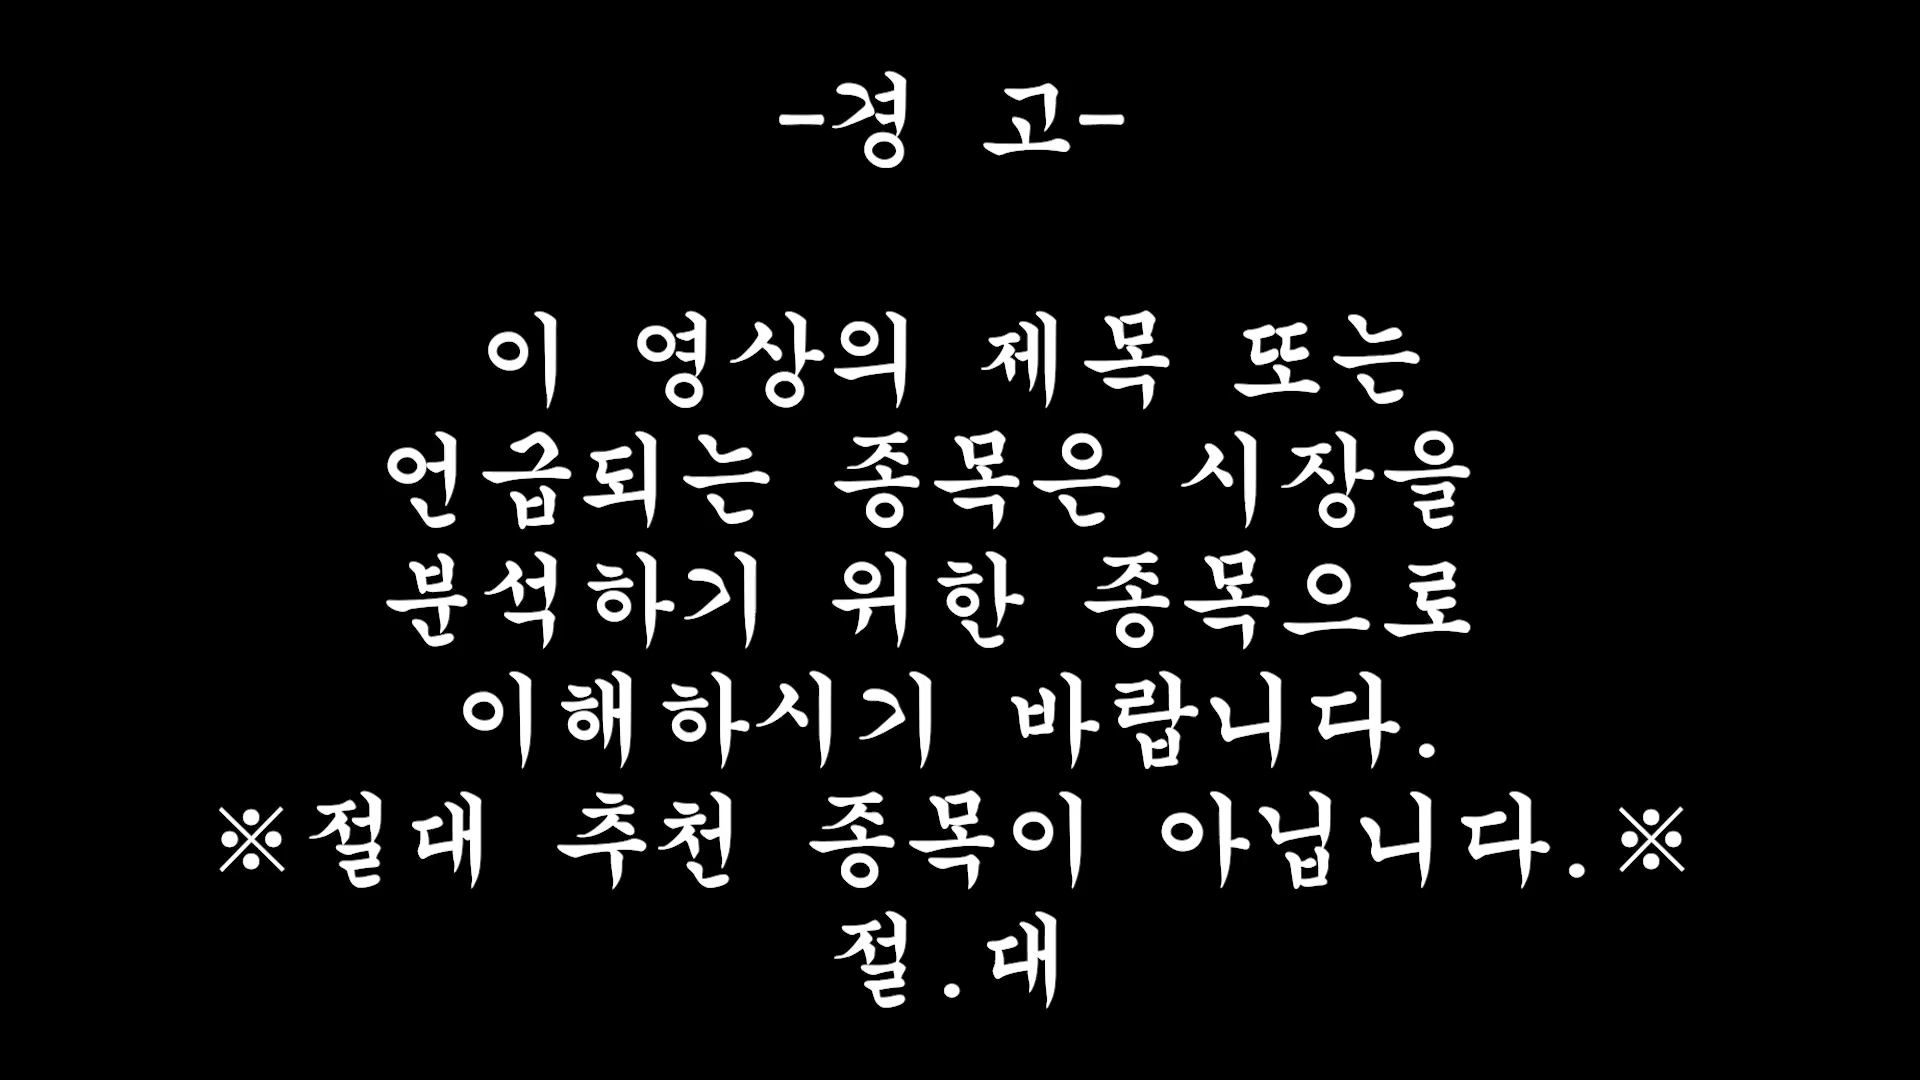 -경 고-
이 영상의 제목 또는
언급되는 종목은 시장을
분석하기 위한 종목으로
이해하시기 바랍니다.
※절대 추천 종목이 아닙니다.※
절.대